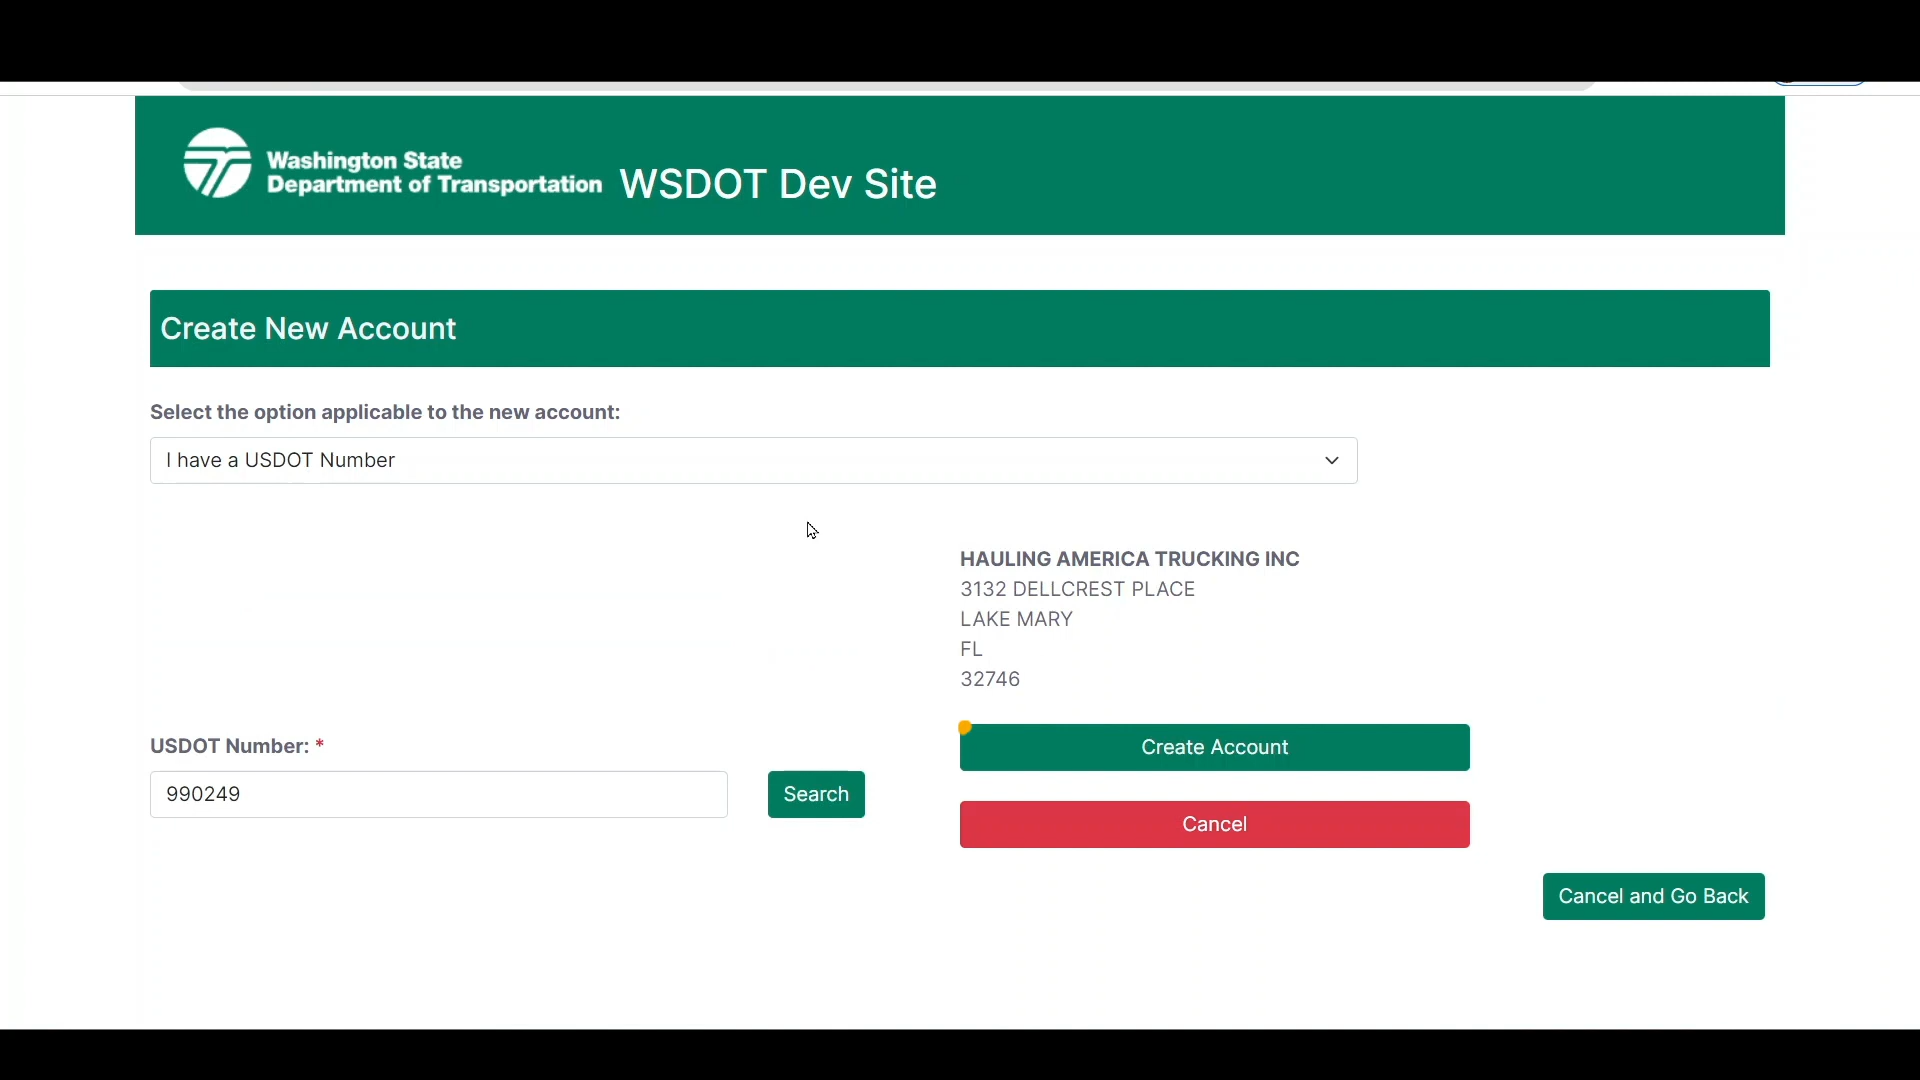 Washington State
Department of Transportation
WSDOT Dev Site
Create New Account
Select the option applicable to the new account:
I have a USDOT Number
HAULING AMERICA TRUCKING INC
3132 DELLCREST PLACE
LAKE MARY
FL
32746
USDOT Number: *
990249
Search
Create Account
Cancel
Cancel and Go Back